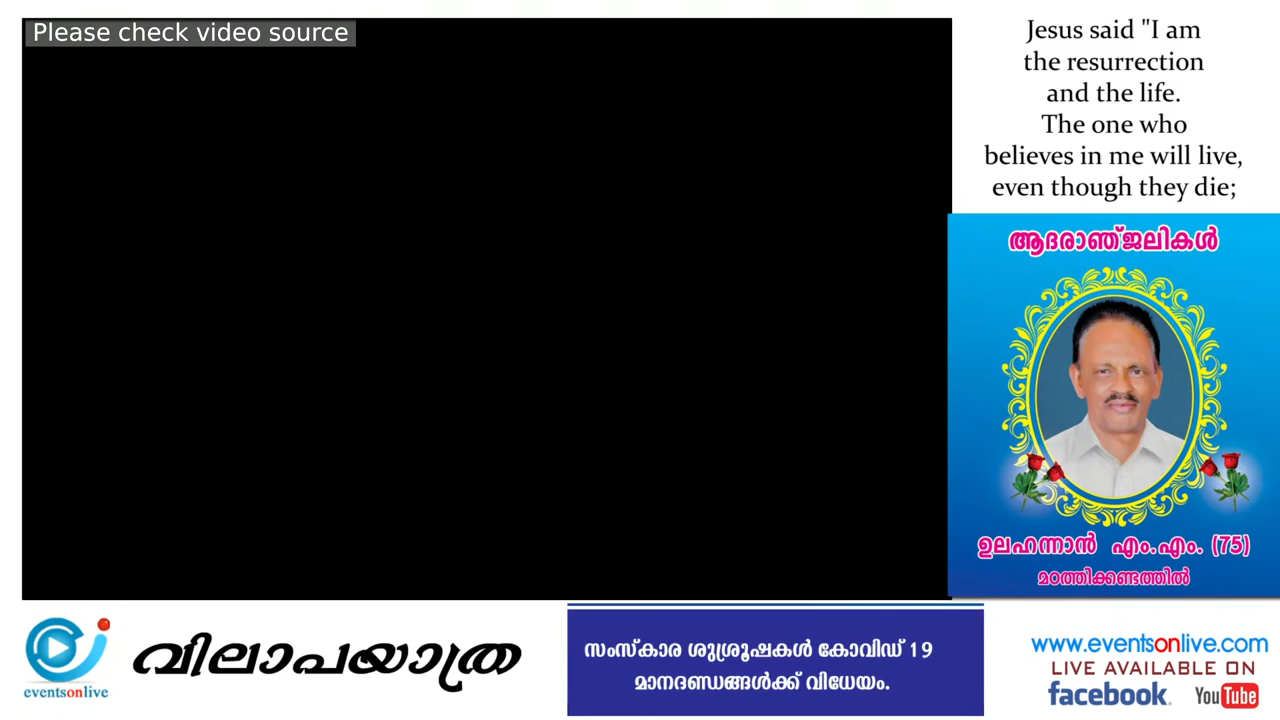 Please check video source
Jesus said "I am
the resurrection
and the life.
The one who
believes in me will live,
even though they die;
ആദരാഞ്ജലികൾ
ഉലഹന്നാൻ എം.എം. (75)
മഠത്തിക്കണ്ടത്തിൽ
eventsonlive
വിലാപയാത്ര
സംസ്കാര ശുശ്രൂഷകൾ കോവിഡ് 19
മാനദണ്ഡങ്ങൾക്ക് വിധേയം.
www.eventsonlive.com
LIVE AVAILABLE ON
facebook. YouTube